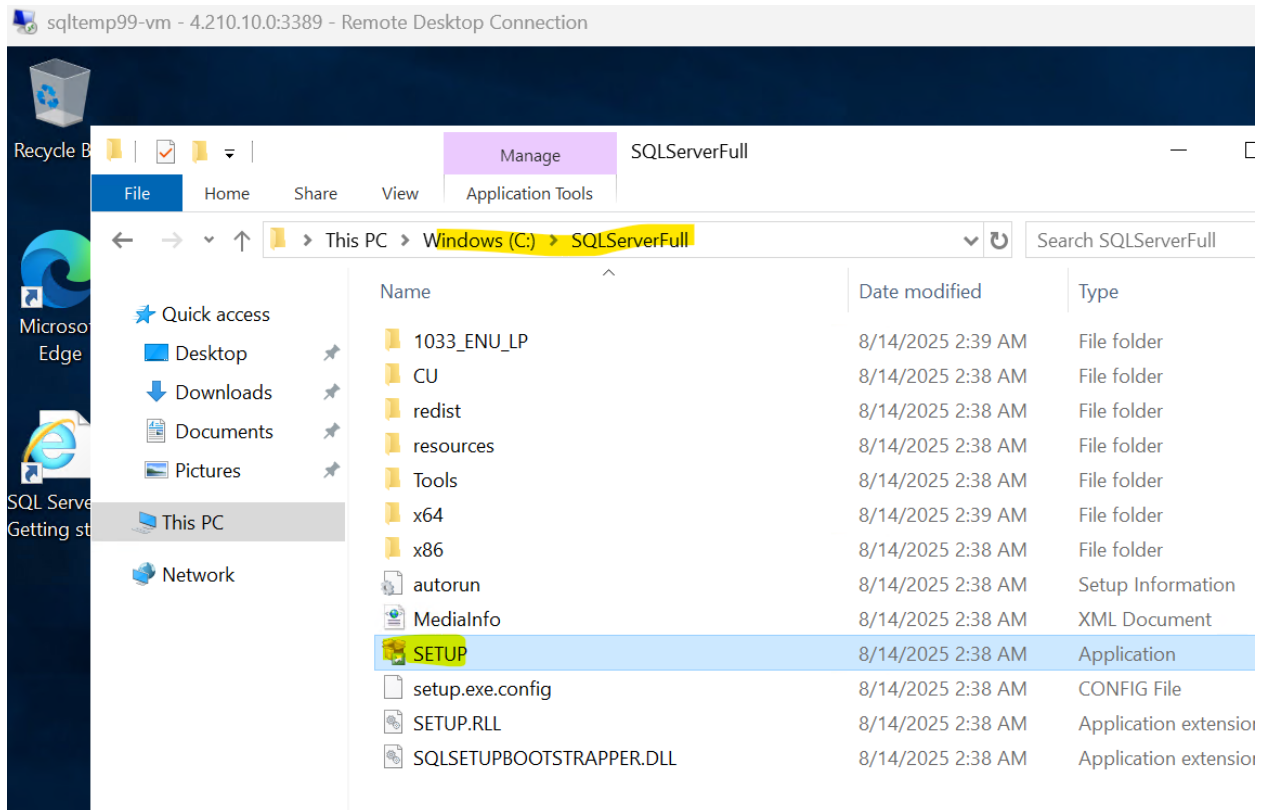 sqltemp99-vm - 4.210.10.0:3389 - Remote Desktop Connection
Recycle B
Manage
SQLServerFull
File Home Share View Application Tools
This PC > Windows (C:) > SQLServerFull
Search SQLServerFull
Microso
Edge
SQL Serve
Getting st
Quick access
Desktop
Downloads
Documents
Pictures
This PC
Network
Name Date modified Type
1033_ENU_LP 8/14/2025 2:39 AM File folder
CU 8/14/2025 2:38 AM File folder
redist 8/14/2025 2:38 AM File folder
resources 8/14/2025 2:38 AM File folder
Tools 8/14/2025 2:38 AM File folder
x64 8/14/2025 2:39 AM File folder
x86 8/14/2025 2:38 AM File folder
autorun 8/14/2025 2:38 AM Setup Information
MediaInfo 8/14/2025 2:38 AM XML Document
SETUP 8/14/2025 2:38 AM Application
setup.exe.config 8/14/2025 2:38 AM CONFIG File
SETUP.RLL 8/14/2025 2:38 AM Application extension
SQLSETUPBOOTSTRAPPER.DLL 8/14/2025 2:38 AM Application extension